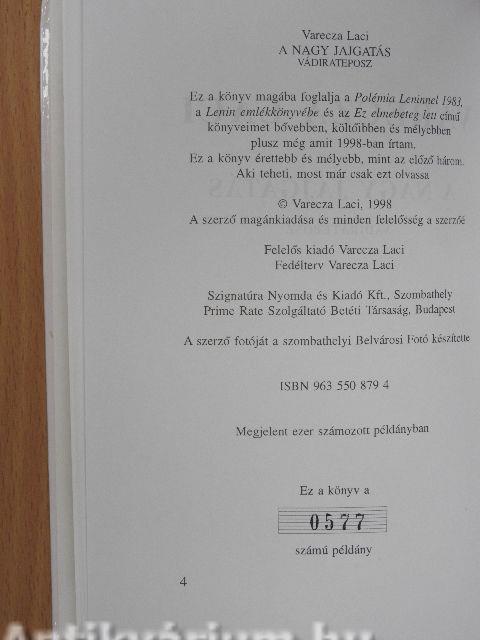 Varecza Laci
A NAGY JAJGATÁS
VÁDIRATEPOSZ
Ez a könyv magába foglalja a Polémia Leninnel 1983,
a Lenin emlékkönyvébe és az Ez elmebeteg lett című
könyveimet bővebben, költőibben és mélyebben
plusz még amit 1998-ban írtam.
Ez a könyv érettebb és mélyebb, mint az előző három.
Aki teheti, most már csak ezt olvassa
© Varecza Laci, 1998
A szerző magánkiadása és minden felelősség a szerzőé
Felelős kiadó Varecza Laci
Fedélterv Varecza Laci
Szignatúra Nyomda és Kiadó Kft., Szombathely
Prime Rate Szolgáltató Betéti Társaság, Budapest
A szerző fotóját a szombathelyi Belvárosi Fotó készítette
ISBN 963 550 879 4
Megjelent ezer számozott példányban
Ez a könyv a
0577
számú példány
4
Antikvárium.hu